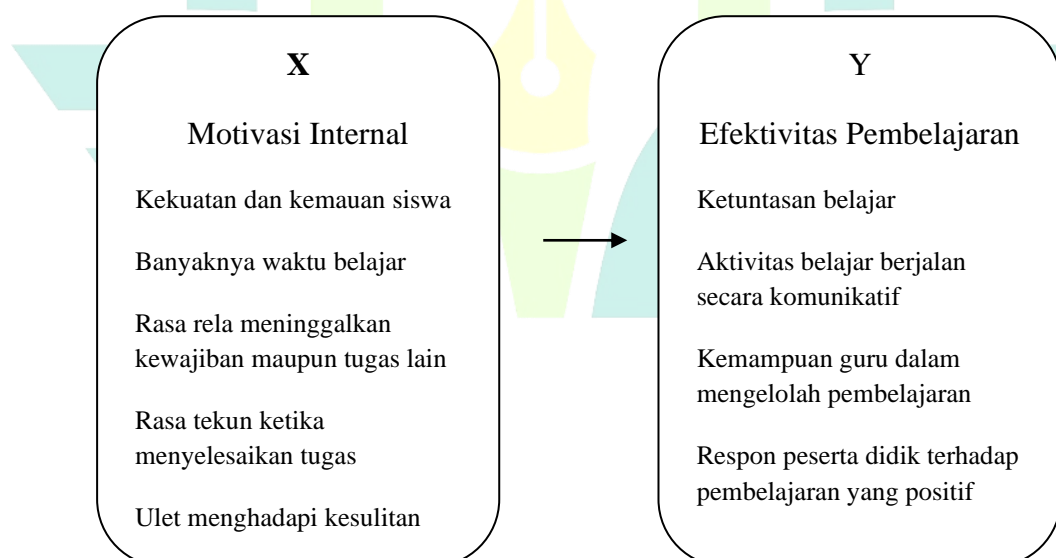 X
Motivasi Internal
Kekuatan dan kemauan siswa
Banyaknya waktu belajar
Rasa rela meninggalkan
kewajiban maupun tugas lain
Rasa tekun ketika
menyelesaikan tugas
Ulet menghadapi kesulitan
Y
Efektivitas Pembelajaran
Ketuntasan belajar
Aktivitas belajar berjalan
secara komunikatif
Kemampuan guru dalam
mengelolah pembelajaran
Respon peserta didik terhadap
pembelajaran yang positif